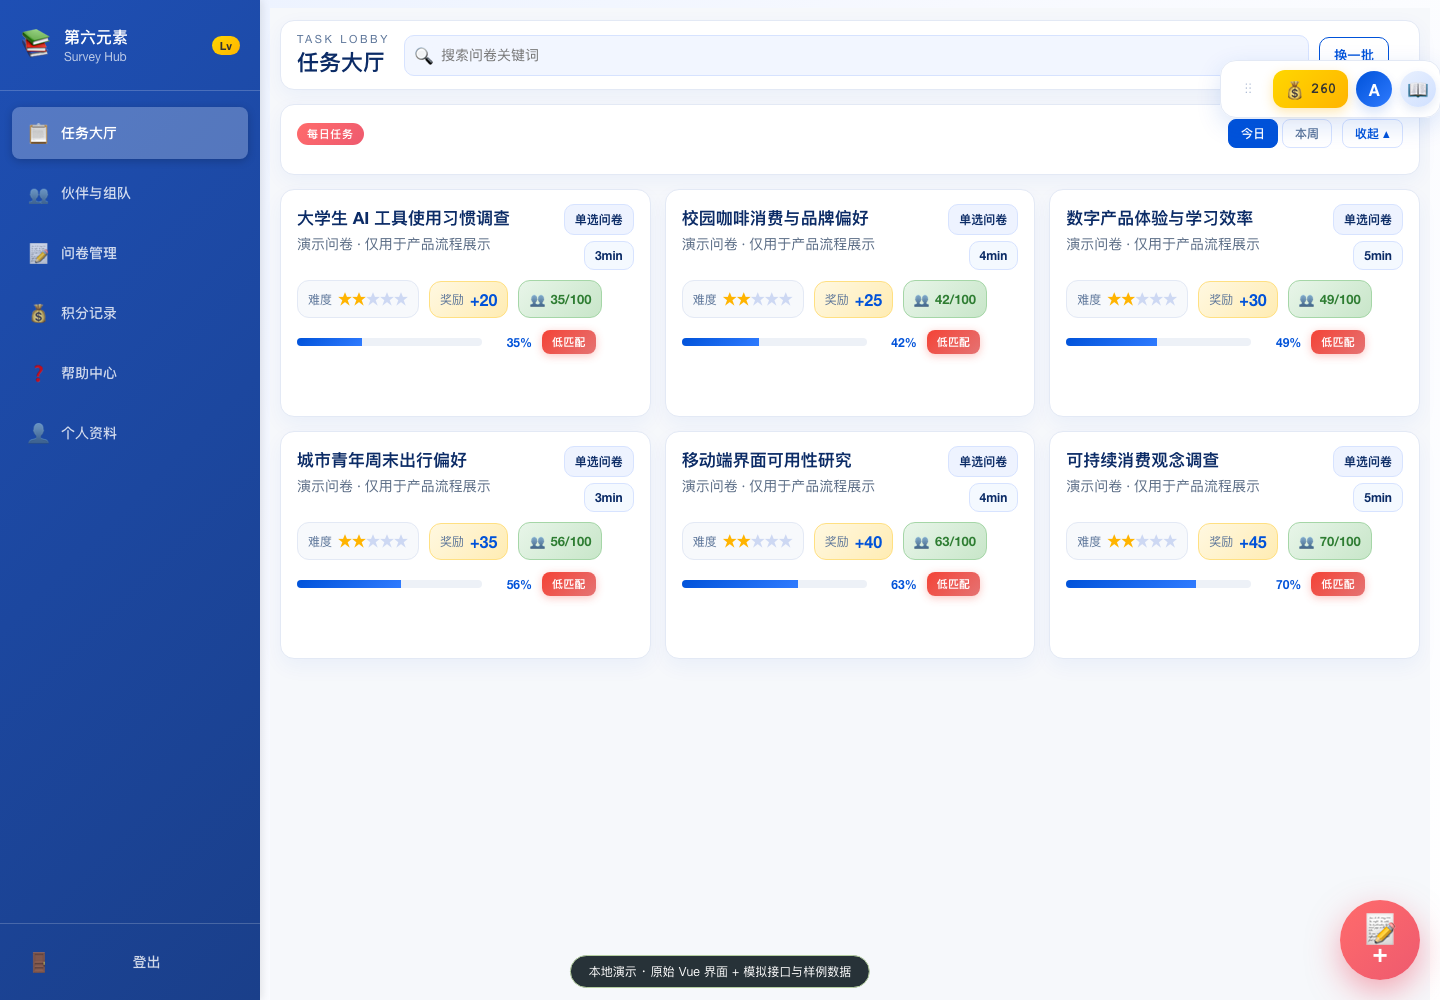 第六元素
Survey Hub
Lv
任务大厅
伙伴与组队
问卷管理
积分记录
帮助中心
个人资料
登出
TASK LOBBY
任务大厅
搜索问卷关键词
换一批
260
A
每日任务
今日
本周
收起 ▴
大学生 AI 工具使用习惯调查
单选问卷
演示问卷 · 仅用于产品流程展示
3min
难度 ★★★★★
奖励 +20
35/100
35%
低匹配
校园咖啡消费与品牌偏好
单选问卷
演示问卷 · 仅用于产品流程展示
4min
难度 ★★★★★
奖励 +25
42/100
42%
低匹配
数字产品体验与学习效率
单选问卷
演示问卷 · 仅用于产品流程展示
5min
难度 ★★★★★
奖励 +30
49/100
49%
低匹配
城市青年周末出行偏好
单选问卷
演示问卷 · 仅用于产品流程展示
3min
难度 ★★★★★
奖励 +35
56/100
56%
低匹配
移动端界面可用性研究
单选问卷
演示问卷 · 仅用于产品流程展示
4min
难度 ★★★★★
奖励 +40
63/100
63%
低匹配
可持续消费观念调查
单选问卷
演示问卷 · 仅用于产品流程展示
5min
难度 ★★★★★
奖励 +45
70/100
70%
低匹配
+
本地演示 · 原始 Vue 界面 + 模拟接口与样例数据